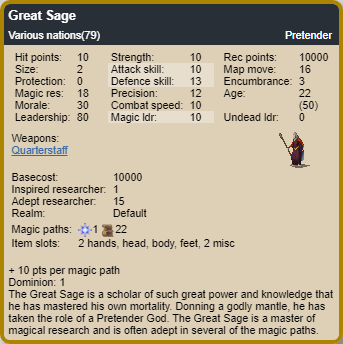 Great Sage
Various nations(79) Pretender
Hit points: 10 Strength: 10 Rec points: 10000
Size: 2 Attack skill: 10 Map move: 16
Protection: 0 Defence skill: 13 Encumbrance: 3
Magic res: 18 Precision: 12 Age: 22
Morale: 30 Combat speed: 10 (50)
Leadership: 80 Magic ldr: 10 Undead ldr: 0
Weapons:
Quarterstaff
Basecost: 10000
Inspired researcher: 1
Adept researcher: 15
Realm: Default
Magic paths: 1 22
Item slots: 2 hands, head, body, feet, 2 misc
+ 10 pts per magic path
Dominion: 1
The Great Sage is a scholar of such great power and knowledge that
he has mastered his own mortality. Donning a godly mantle, he has
taken the role of a Pretender God. The Great Sage is a master of
magical research and is often adept in several of the magic paths.